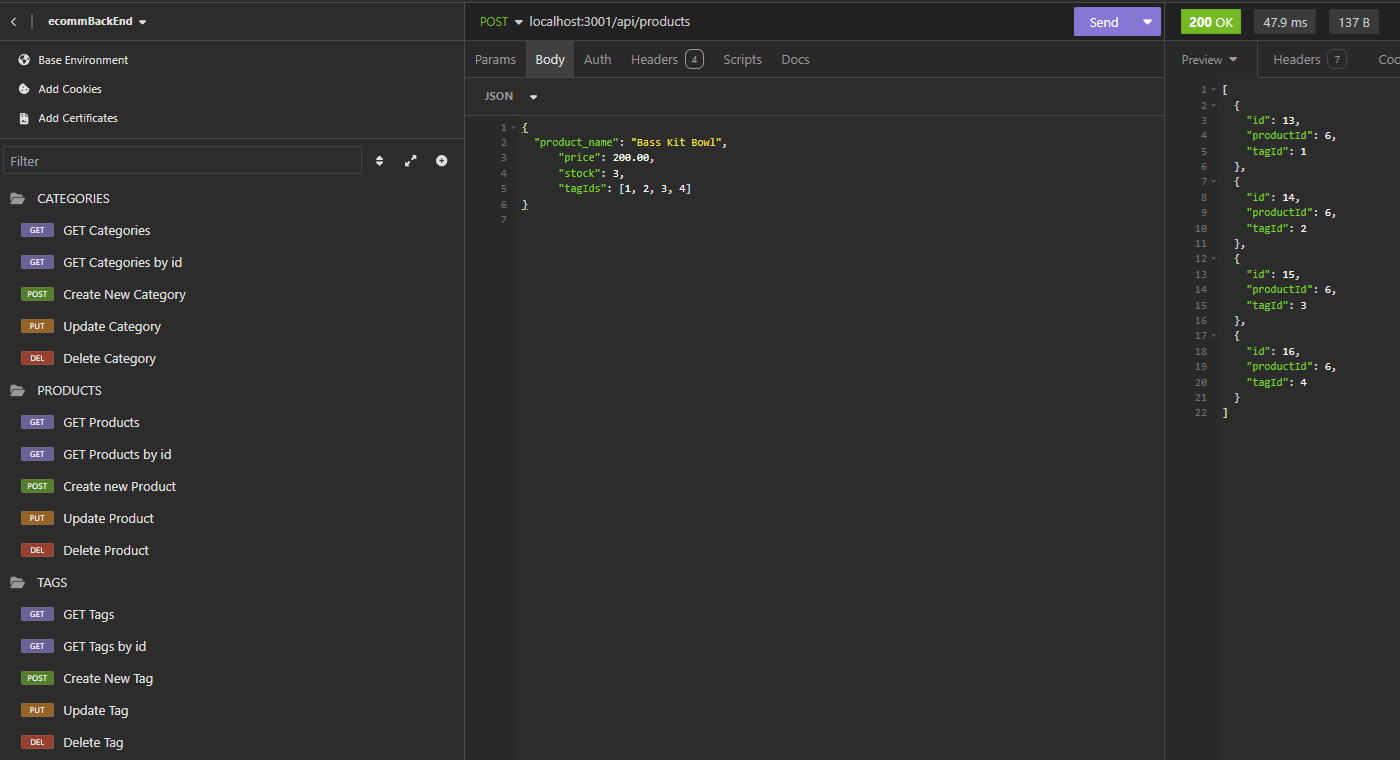 ecommBackEnd
Base Environment
Add Cookies
Add Certificates
Filter
CATEGORIES
GET GET Categories
GET GET Categories by id
POST Create New Category
PUT Update Category
DEL Delete Category
PRODUCTS
GET GET Products
GET GET Products by id
POST Create new Product
PUT Update Product
DEL Delete Product
TAGS
GET GET Tags
GET GET Tags by id
POST Create New Tag
PUT Update Tag
DEL Delete Tag
POST localhost:3001/api/products Send
Params Body Auth Headers 4 Scripts Docs
JSON
1 {
2 "product_name": "Bass Kit Bowl",
3 "price": 200.00,
4 "stock": 3,
5 "tagIds": [1, 2, 3, 4]
6 }
7
200 OK 47.9 ms 137 B
Preview Headers 7 Coo
1 [
2 {
3 "id": 13,
4 "productId": 6,
5 "tagId": 1
6 },
7 {
8 "id": 14,
9 "productId": 6,
10 "tagId": 2
11 },
12 {
13 "id": 15,
14 "productId": 6,
15 "tagId": 3
16 },
17 {
18 "id": 16,
19 "productId": 6,
20 "tagId": 4
21 }
22 ]